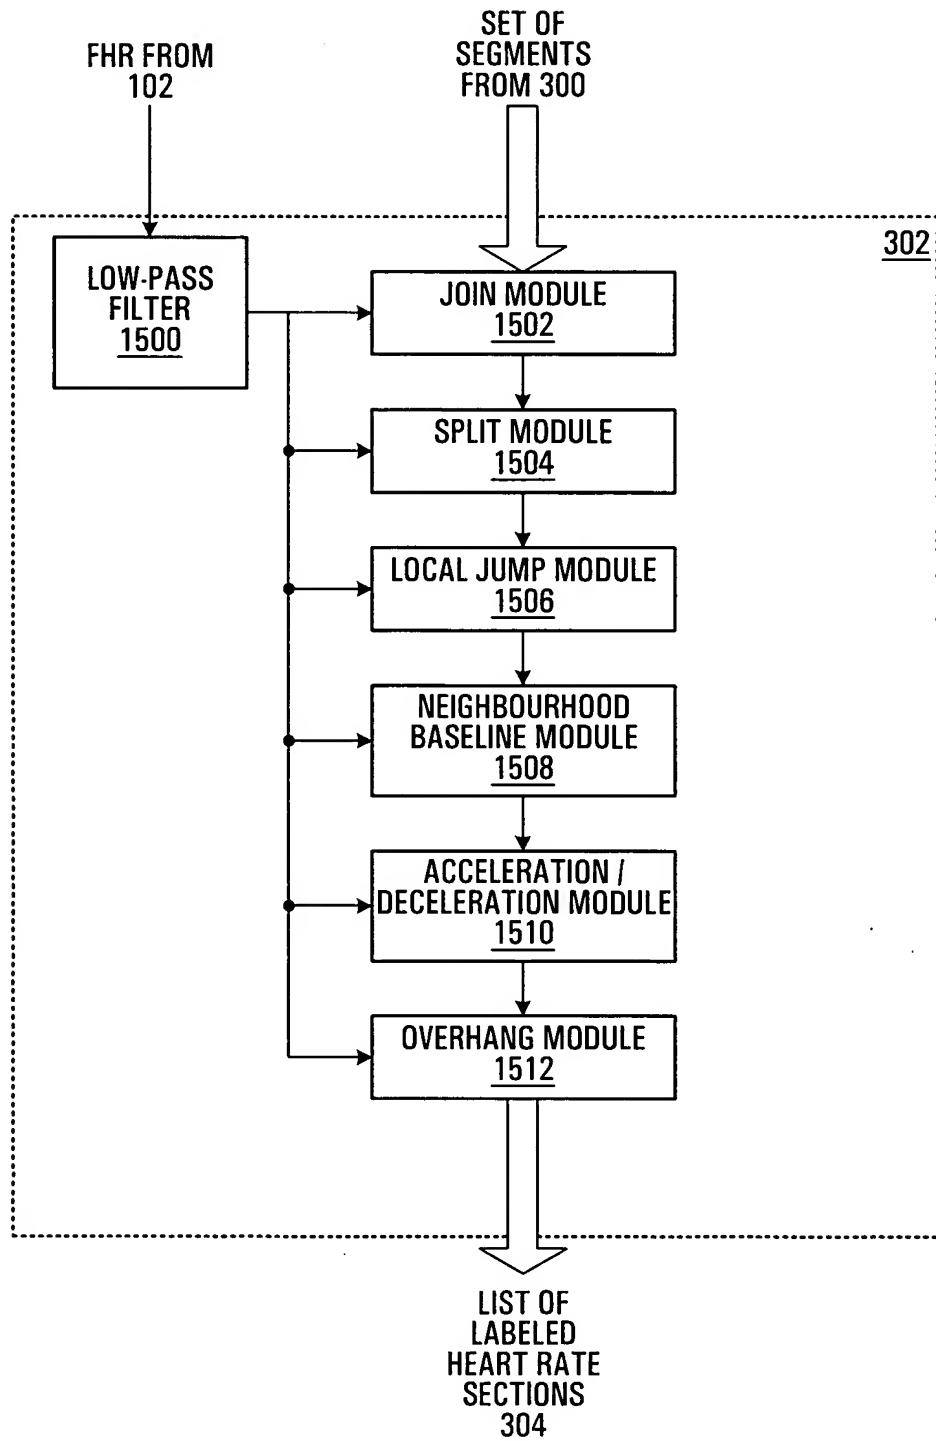 FHR FROM
102
SET OF
SEGMENTS
FROM 300
302
LOW-PASS
FILTER
1500
JOIN MODULE
1502
SPLIT MODULE
1504
LOCAL JUMP MODULE
1506
NEIGHBOURHOOD
BASELINE MODULE
1508
ACCELERATION /
DECELERATION MODULE
1510
OVERHANG MODULE
1512
LIST OF
LABELED
HEART RATE
SECTIONS
304